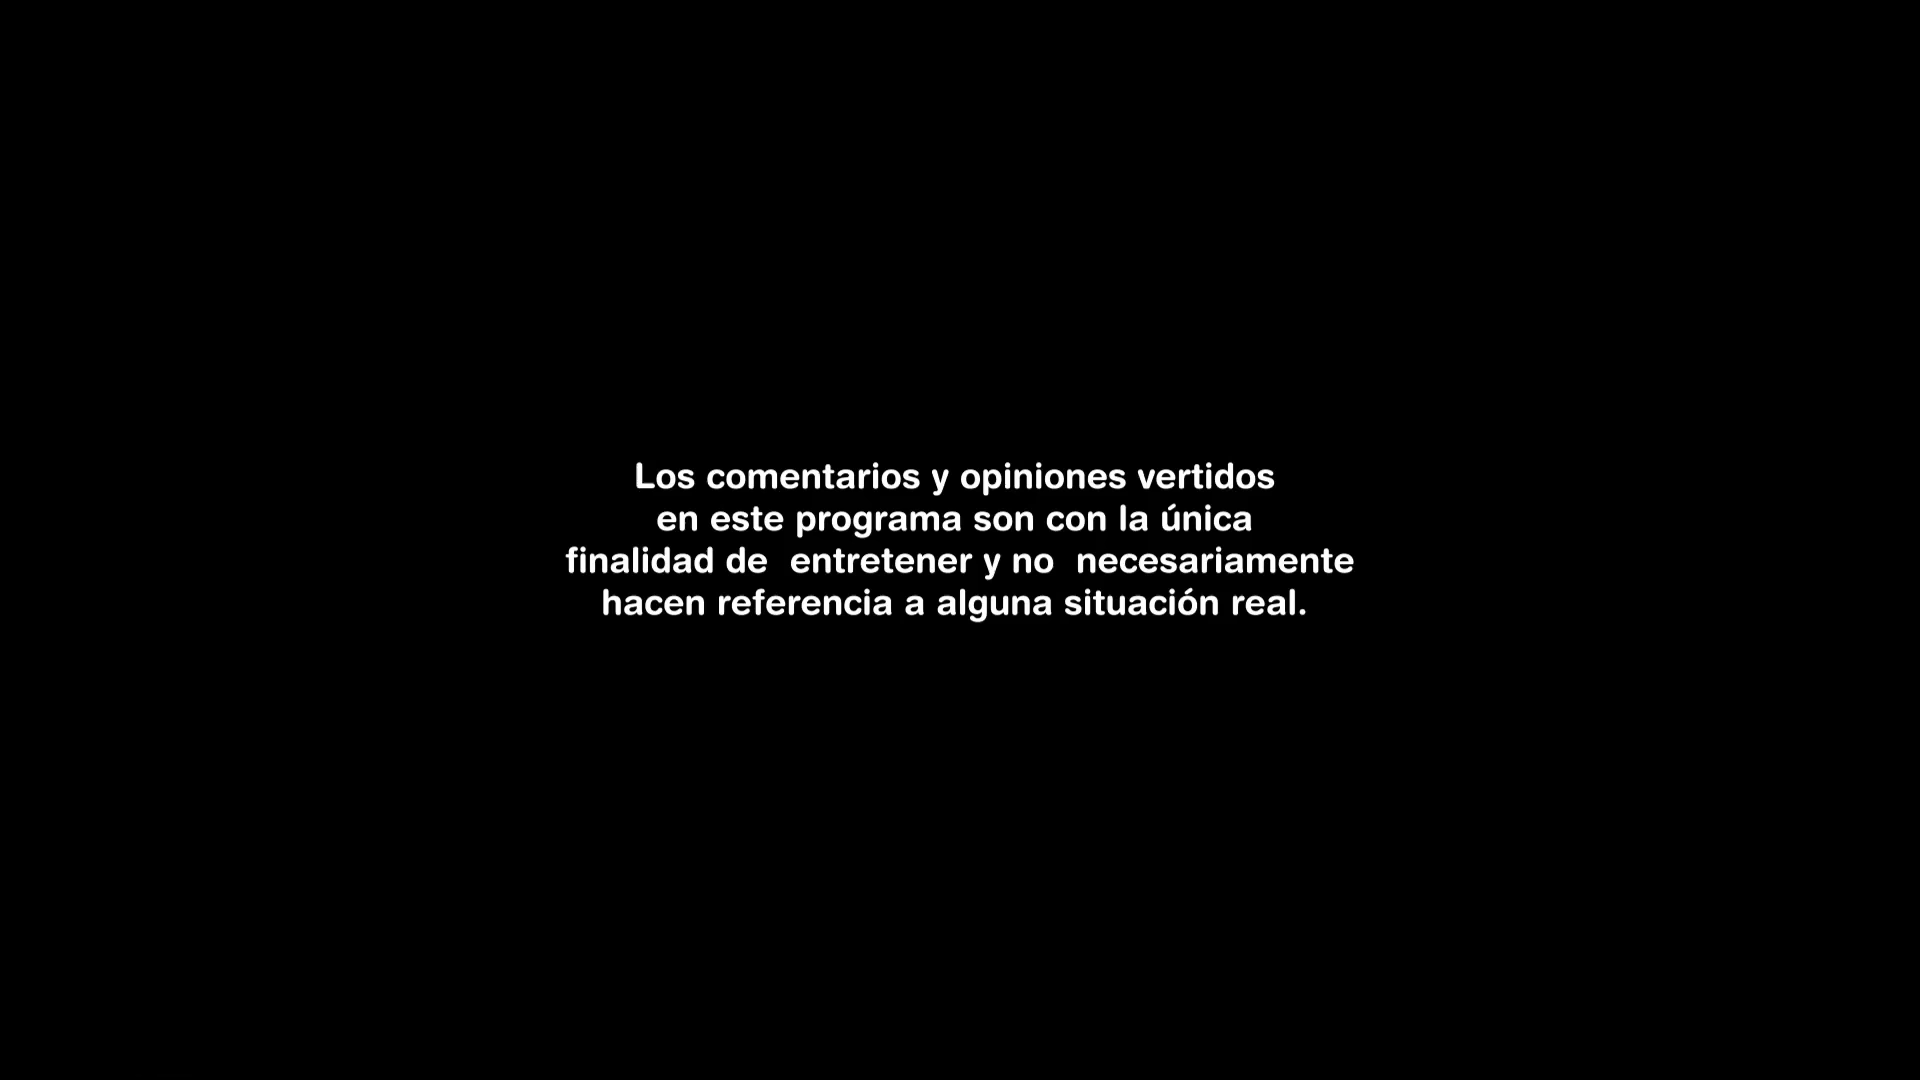 Los comentarios y opiniones vertidos
en este programa son con la única
finalidad de  entretener y no  necesariamente
hacen referencia a alguna situación real.